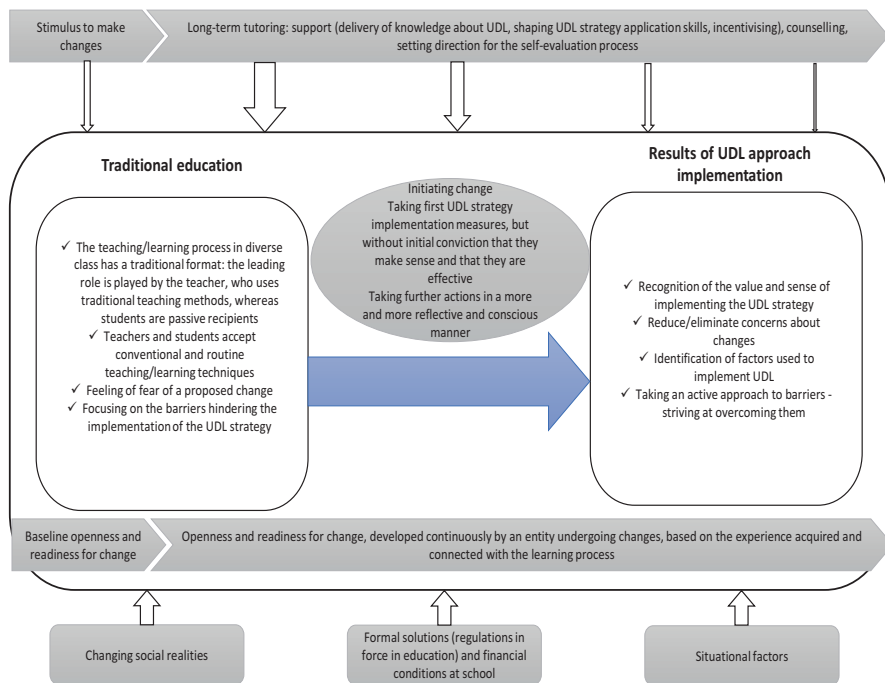 Stimulus to make
changes
Long-term tutoring: support (delivery of knowledge about UDL, shaping UDL strategy application skills, incentivising), counselling,
setting direction for the self-evaluation process
Traditional education
✓ The teaching/learning process in diverse
class has a traditional format: the leading
role is played by the teacher, who uses
traditional teaching methods, whereas
students are passive recipients
✓ Teachers and students accept
conventional and routine
teaching/learning techniques
✓ Feeling of fear of a proposed change
✓ Focusing on the barriers hindering the
implementation of the UDL strategy
Initiating change
Taking first UDL strategy
implementation measures, but
without initial conviction that they
make sense and that they are
effective
Taking further actions in a more
and more reflective and conscious
manner
Results of UDL approach
implementation
✓ Recognition of the value and sense of
implementing the UDL strategy
✓ Reduce/eliminate concerns about
changes
✓ Identification of factors used to
implement UDL
✓ Taking an active approach to barriers -
striving at overcoming them
Baseline openness and
readiness for change
Openness and readiness for change, developed continuously by an entity undergoing changes, based on the experience acquired and
connected with the learning process
Changing social realities
Formal solutions (regulations in
force in education) and financial
conditions at school
Situational factors